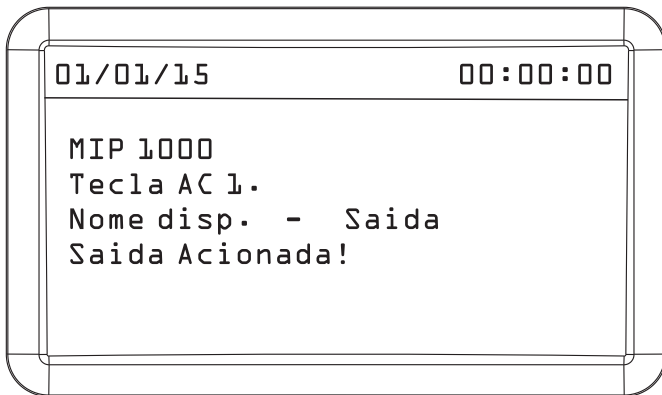 01/01/15 00:00:00
MIP 1000
Tecla AC 1.
Nome disp. - Saida
Saida Acionada!